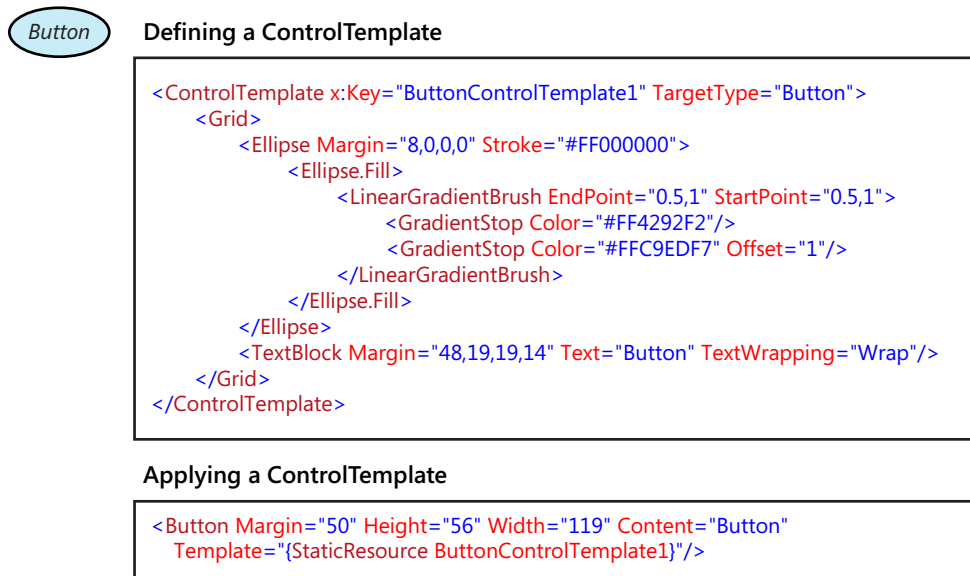 Button
Defining a ControlTemplate
<ControlTemplate x:Key="ButtonControlTemplate1" TargetType="Button">
<Grid>
<Ellipse Margin="8,0,0,0" Stroke="#FF000000">
<Ellipse.Fill>
<LinearGradientBrush EndPoint="0.5,1" StartPoint="0.5,1">
<GradientStop Color="#FF4292F2"/>
<GradientStop Color="#FFC9EDF7" Offset="1"/>
</LinearGradientBrush>
</Ellipse.Fill>
</Ellipse>
<TextBlock Margin="48,19,19,14" Text="Button" TextWrapping="Wrap"/>
</Grid>
</ControlTemplate>
Applying a ControlTemplate
<Button Margin="50" Height="56" Width="119" Content="Button"
Template="{StaticResource ButtonControlTemplate1}"/>